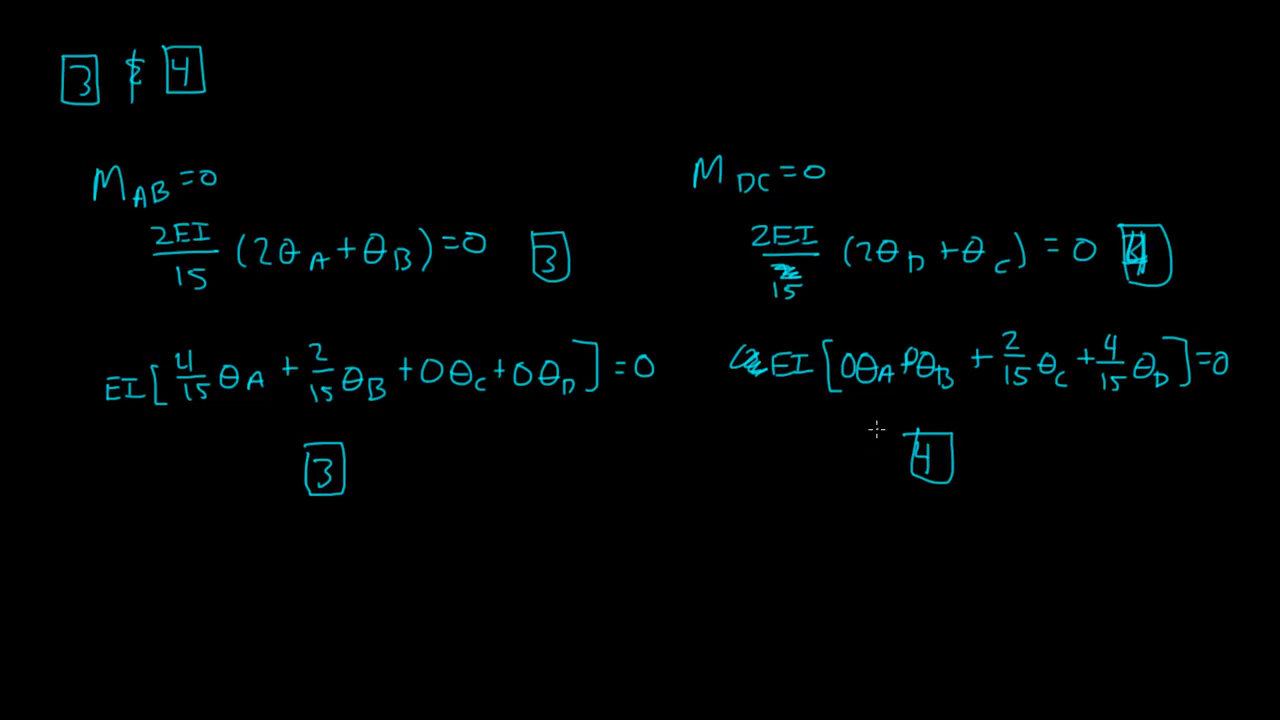 3 & 4
M_AB = 0
2EI/15 (2θ_A + θ_B) = 0 3
EI[4/15 θ_A + 2/15 θ_B + 0θ_C + 0θ_D] = 0
3
M_DC = 0
2EI/15 (2θ_D + θ_C) = 0 4
EI[0θ_A + 0θ_B + 2/15 θ_C + 4/15 θ_D] = 0
4